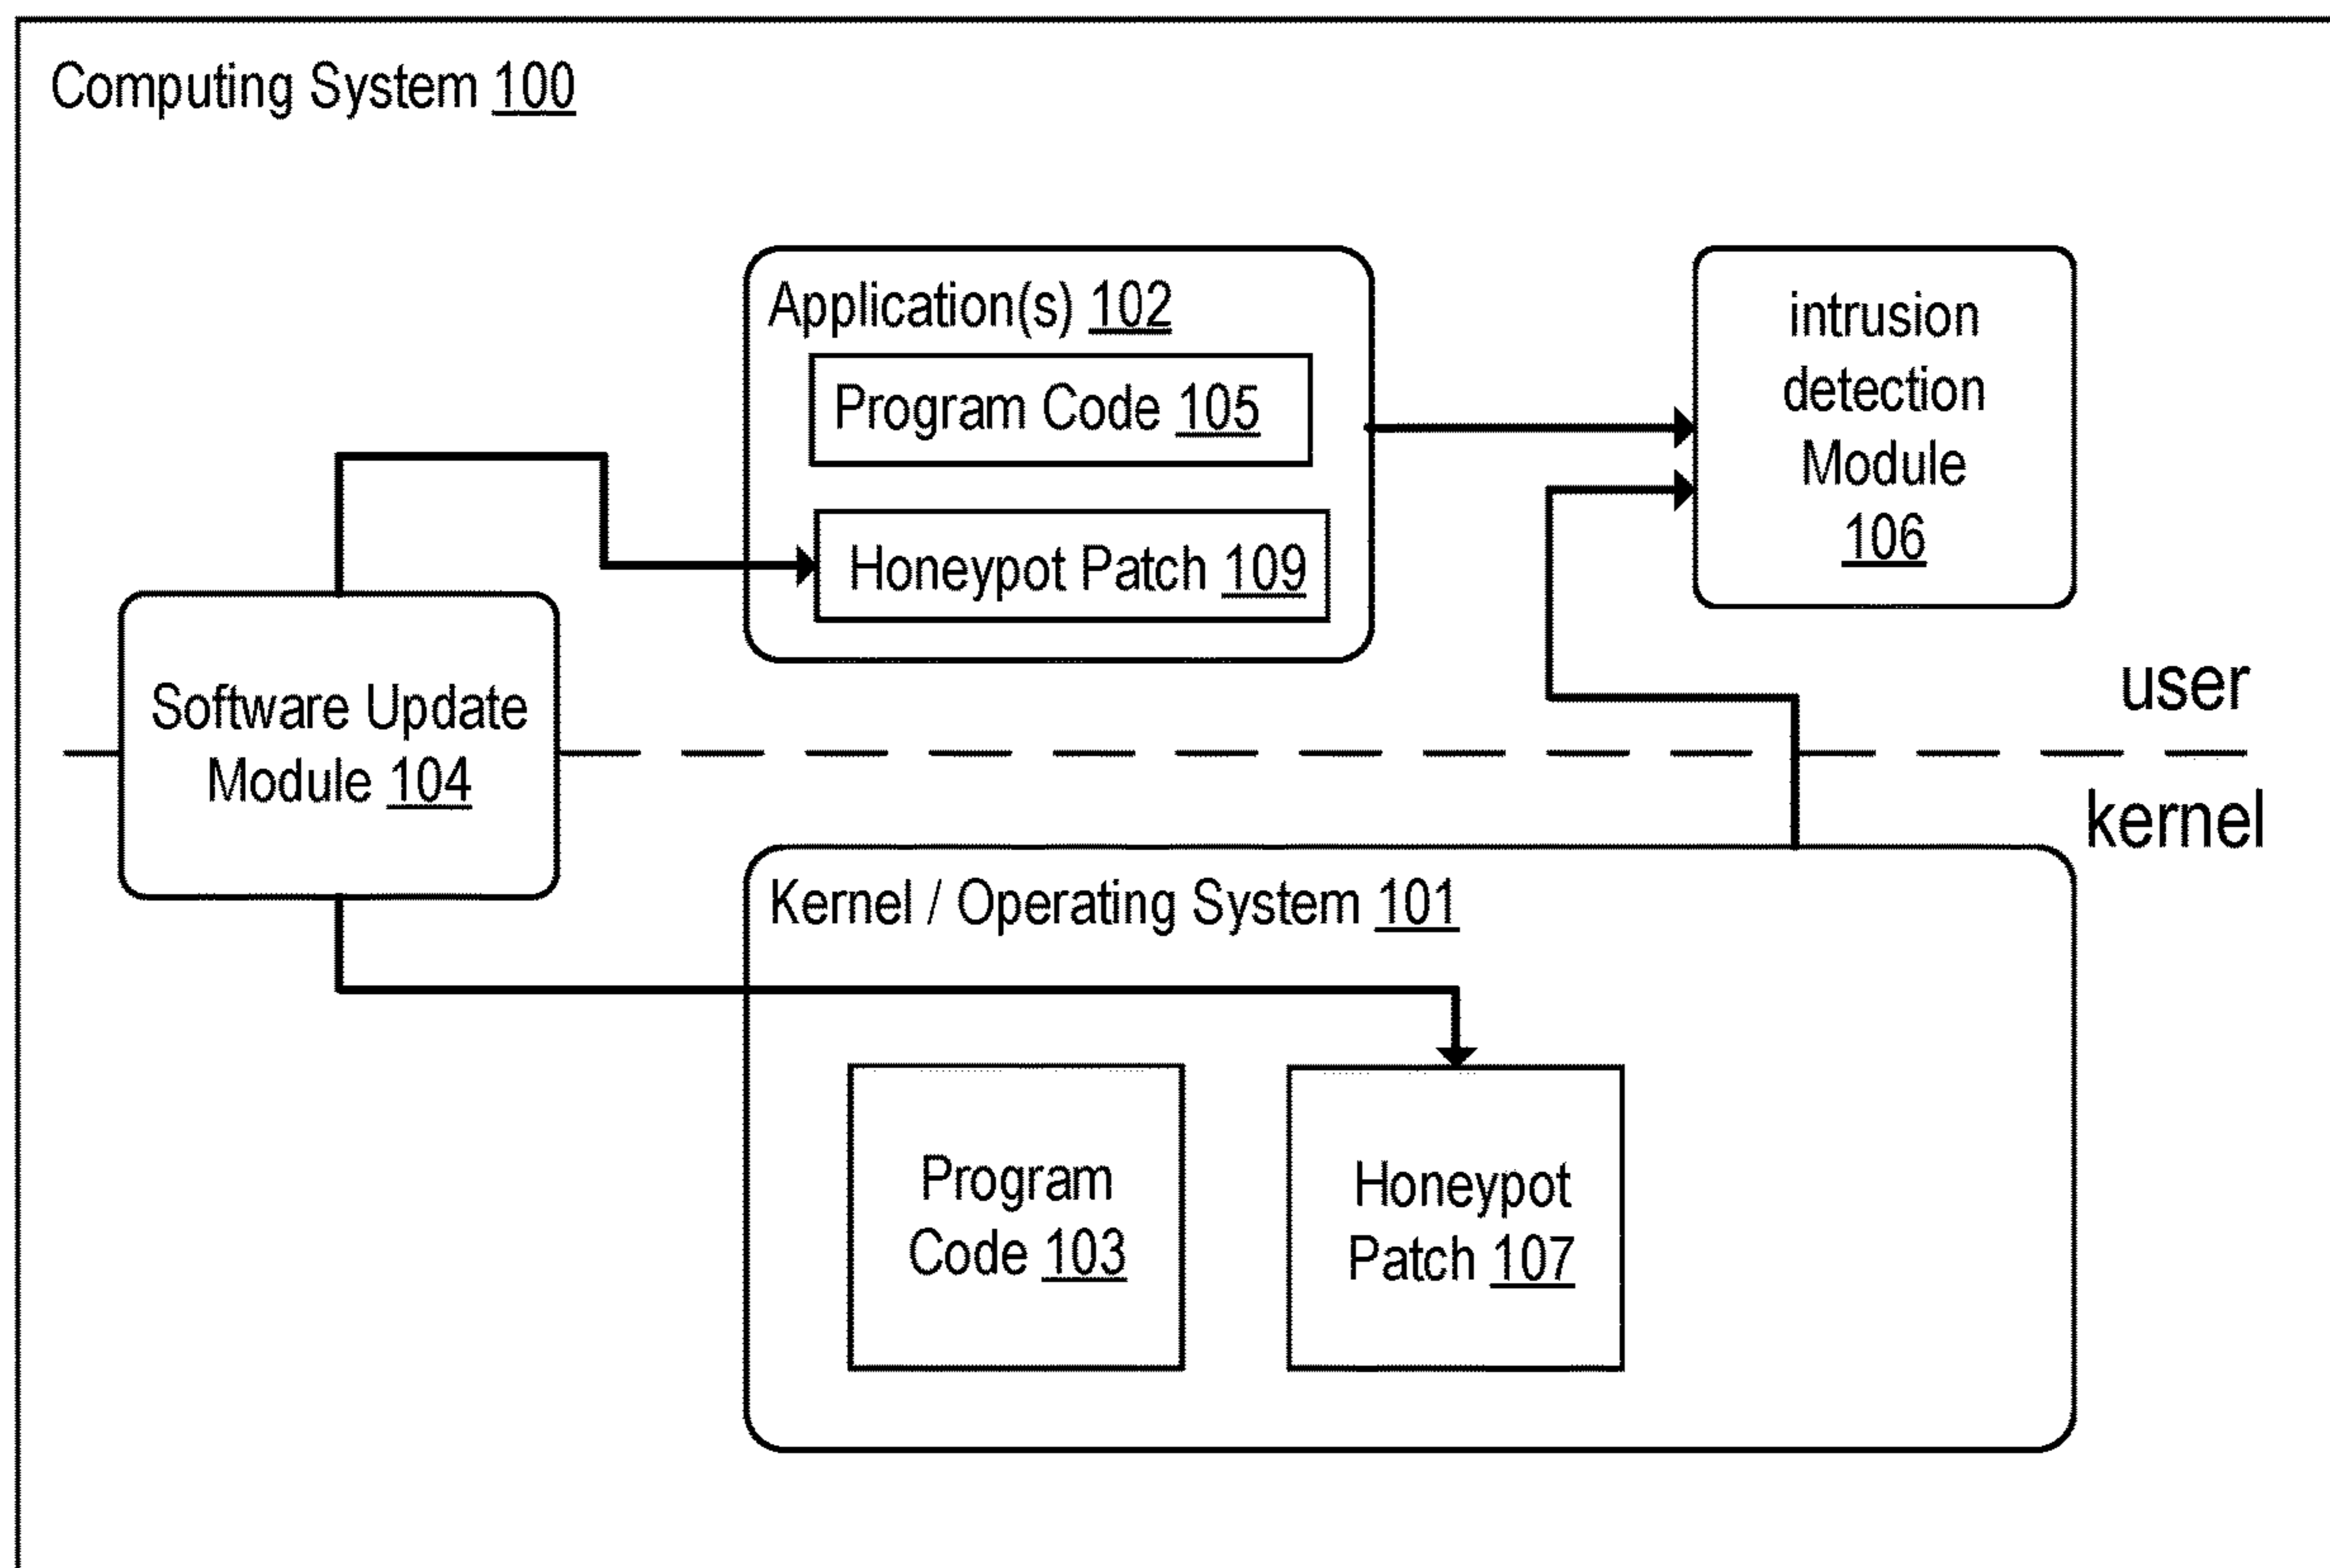 Computing System 100
Application(s) 102
Program Code 105
Honeypot Patch 109
intrusion
detection
Module
106
Software Update
Module 104
user
kernel
Kernel / Operating System 101
Program
Code 103
Honeypot
Patch 107